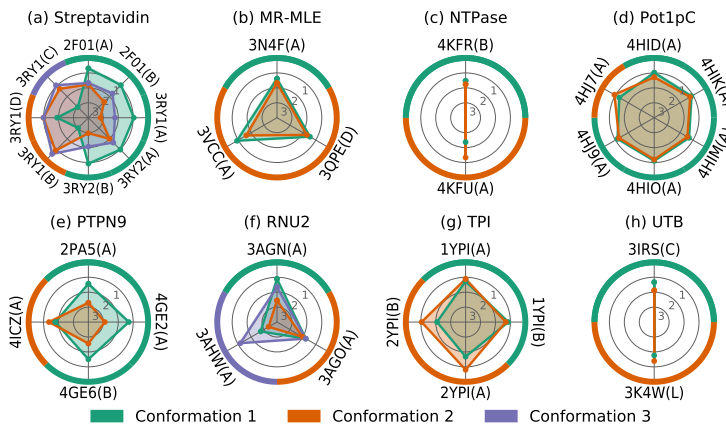 (a) Streptavidin
2F01(A)
2F01(B)
3RY1(A)
3RY2(A)
3RY2(B)
3RY1(B)
3RY1(D)
3RY1(C)
1
2
3
(b) MR-MLE
3N4F(A)
3QPE(D)
3VCC(A)
1
2
3
(c) NTPase
4KFR(B)
4KFU(A)
1
2
3
(d) Pot1pC
4HID(A)
4HIK(A)
4HIM(A)
4HIO(A)
4HJ9(A)
4HJ7(A)
1
2
3
(e) PTPN9
2PA5(A)
4GE2(A)
4GE6(B)
4ICZ(A)
1
2
3
(f) RNU2
3AGN(A)
3AGO(A)
3AHW(A)
1
2
3
(g) TPI
1YPI(A)
1YPI(B)
2YPI(A)
2YPI(B)
1
2
3
(h) UTB
3IRS(C)
3K4W(L)
1
2
3
Conformation 1
Conformation 2
Conformation 3